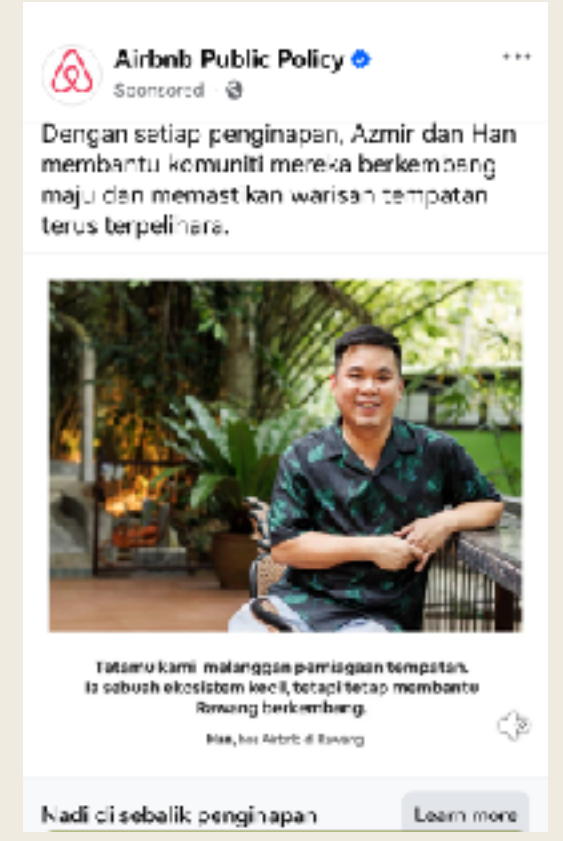 Airbnb Public Policy
Sponsored ·
Dengan setiap penginapan, Azmir dan Han
membantu komuniti mereka berkembang
maju dan memastikan warisan tempatan
terus terpelihara.
Tetamu kami melanggan perniagaan tempatan.
Ia sebuah ekosistem kecil, tetapi tetap membantu
Rawang berkembang.
Han, hos Airbnb di Rawang
Nadi di sebalik penginapan
Learn more